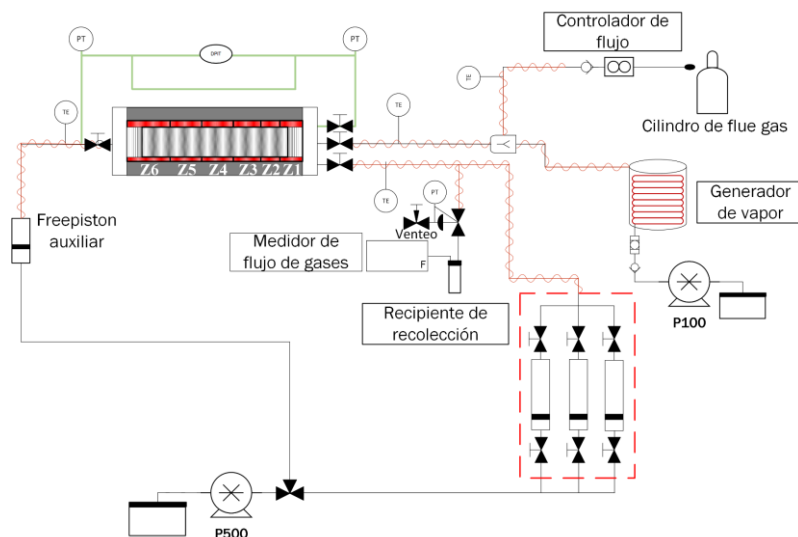 PT
DPIT
PT
Controlador de
flujo
Cilindro de flue gas
TE
TE
Z6 Z5 Z4 Z3 Z2 Z1
Freepiston
auxiliar
TE
PT
Venteo
Medidor de
flujo de gases
F
Recipiente de
recolección
Generador
de vapor
P100
P500